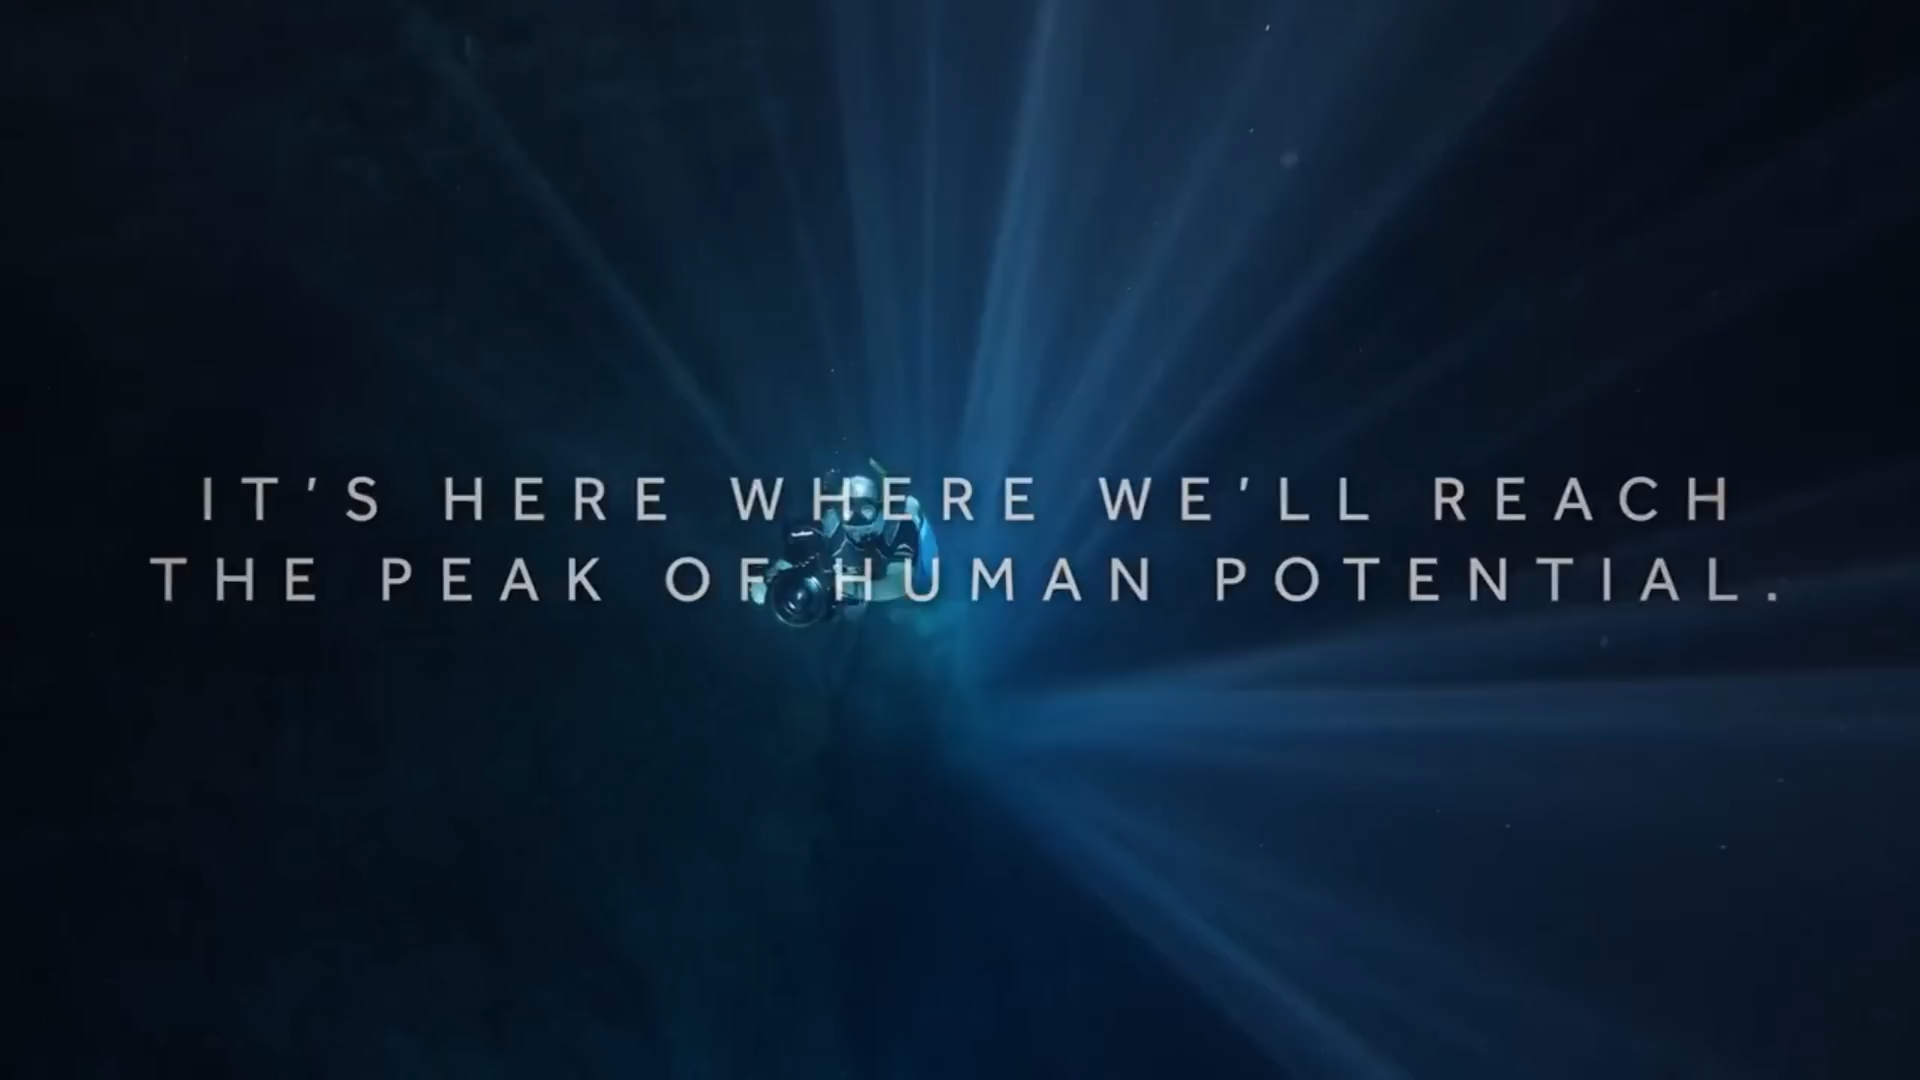 IT’S HERE WHERE WE’LL REACH
THE PEAK OF HUMAN POTENTIAL.